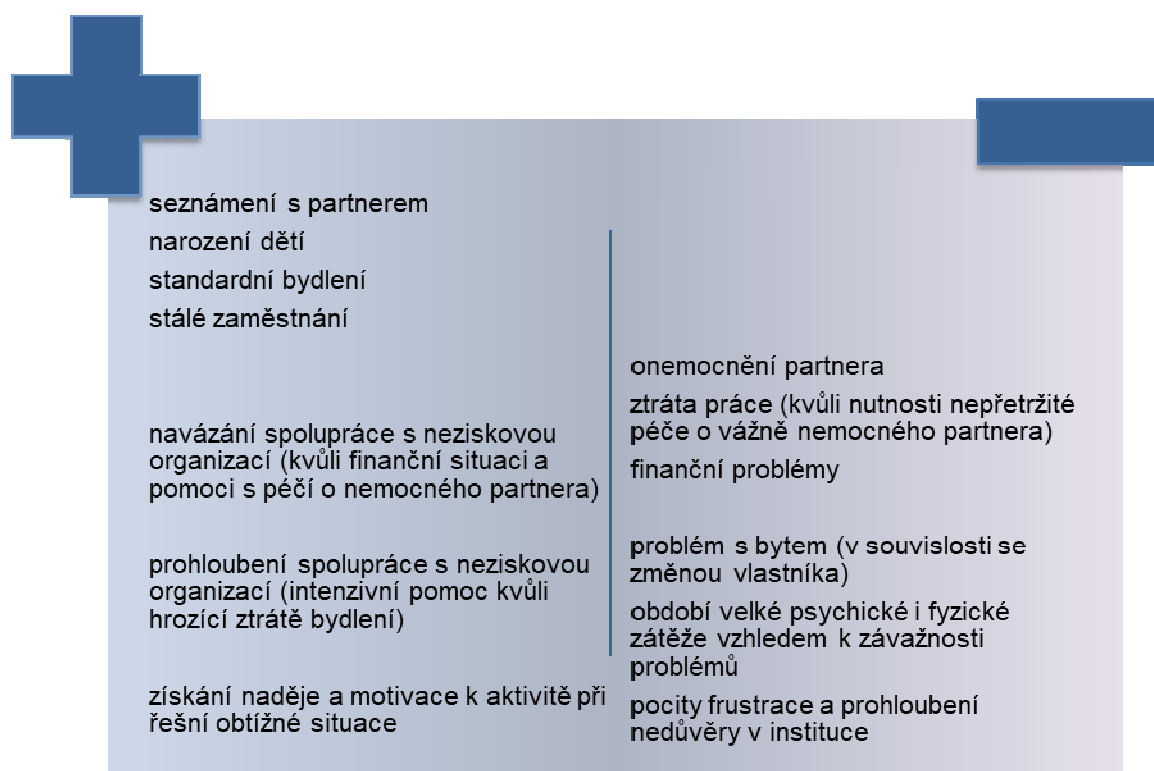 seznámení s partnerem
narození dětí
standardní bydlení
stálé zaměstnání
navázání spolupráce s neziskovou
organizací (kvůli finanční situaci a
pomoci s péčí o nemocného partnera)
prohloubení spolupráce s neziskovou
organizací (intenzivní pomoc kvůli
hrozící ztrátě bydlení)
získání naděje a motivace k aktivitě při
řešní obtížné situace
onemocnění partnera
ztráta práce (kvůli nutnosti nepřetržité
péče o vážně nemocného partnera)
finanční problémy
problém s bytem (v souvislosti se
změnou vlastníka)
období velké psychické i fyzické
zátěže vzhledem k závažnosti
problémů
pocity frustrace a prohloubení
nedůvěry v instituce